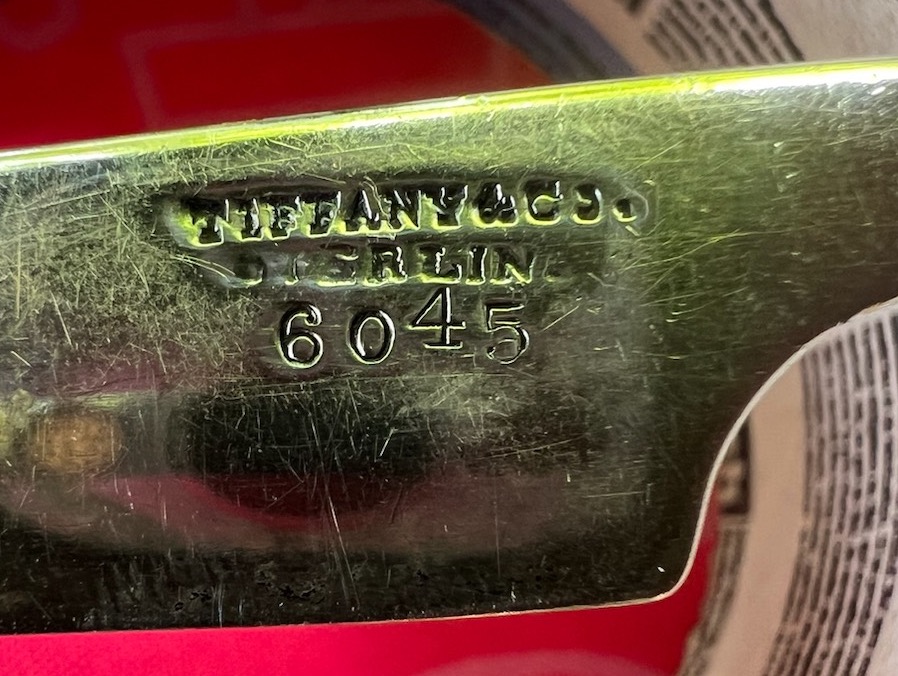 TIFFANY & CO.
STERLING
6045